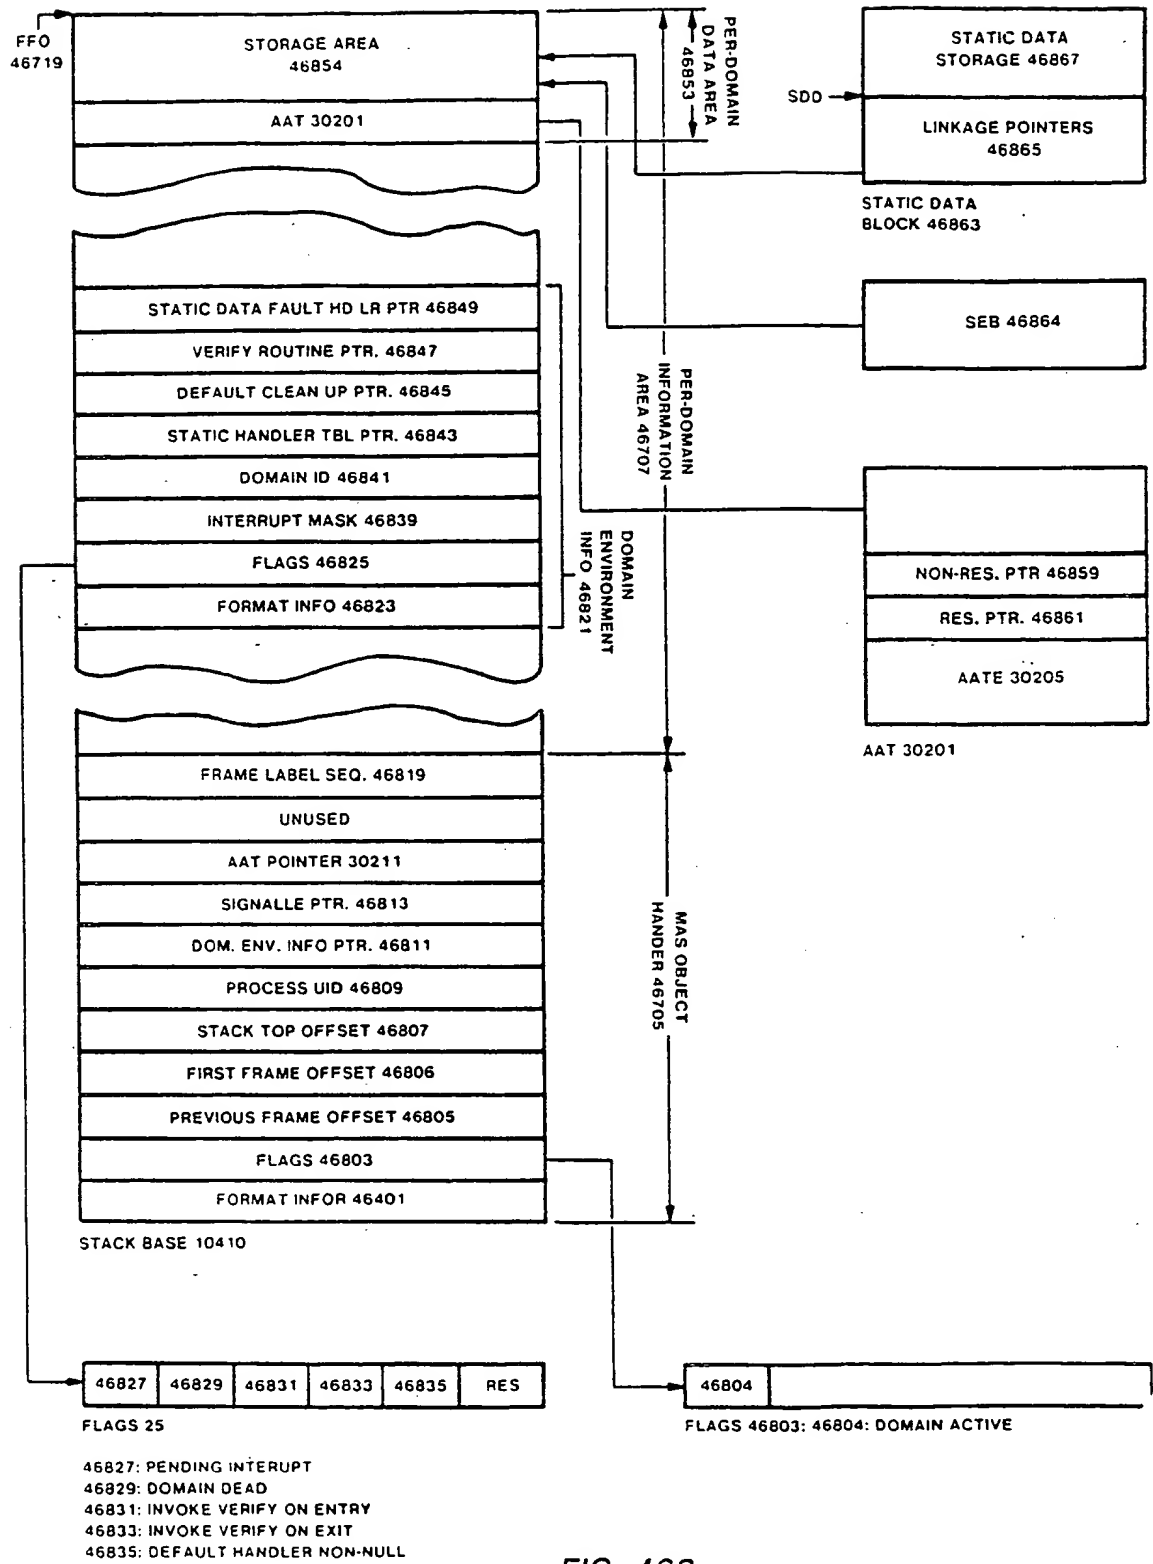 FFO
46719
STORAGE AREA
46854
AAT 30201
PER-DOMAIN
DATA AREA
46853
STATIC DATA
STORAGE 46867
SDD
LINKAGE POINTERS
46865
STATIC DATA
BLOCK 46863
STATIC DATA FAULT HD LR PTR 46849
VERIFY ROUTINE PTR. 46847
DEFAULT CLEAN UP PTR. 46845
STATIC HANDLER TBL PTR. 46843
DOMAIN ID 46841
INTERRUPT MASK 46839
FLAGS 46825
FORMAT INFO 46823
DOMAIN
ENVIRONMENT
INFO 46821
PER-DOMAIN
INFORMATION
AREA 46707
SEB 46864
NON-RES. PTR 46859
RES. PTR. 46861
AATE 30205
AAT 30201
FRAME LABEL SEQ. 46819
UNUSED
AAT POINTER 30211
SIGNALLE PTR. 46813
DOM. ENV. INFO PTR. 46811
PROCESS UID 46809
STACK TOP OFFSET 46807
FIRST FRAME OFFSET 46806
PREVIOUS FRAME OFFSET 46805
FLAGS 46803
FORMAT INFOR 46401
MAS OBJECT
HANDER 46705
STACK BASE 10410
46827 46829 46831 46833 46835 RES
FLAGS 25
46804
FLAGS 46803: 46804: DOMAIN ACTIVE
46827: PENDING INTERUPT
46829: DOMAIN DEAD
46831: INVOKE VERIFY ON ENTRY
46833: INVOKE VERIFY ON EXIT
46835: DEFAULT HANDLER NON-NULL
FIG. 468